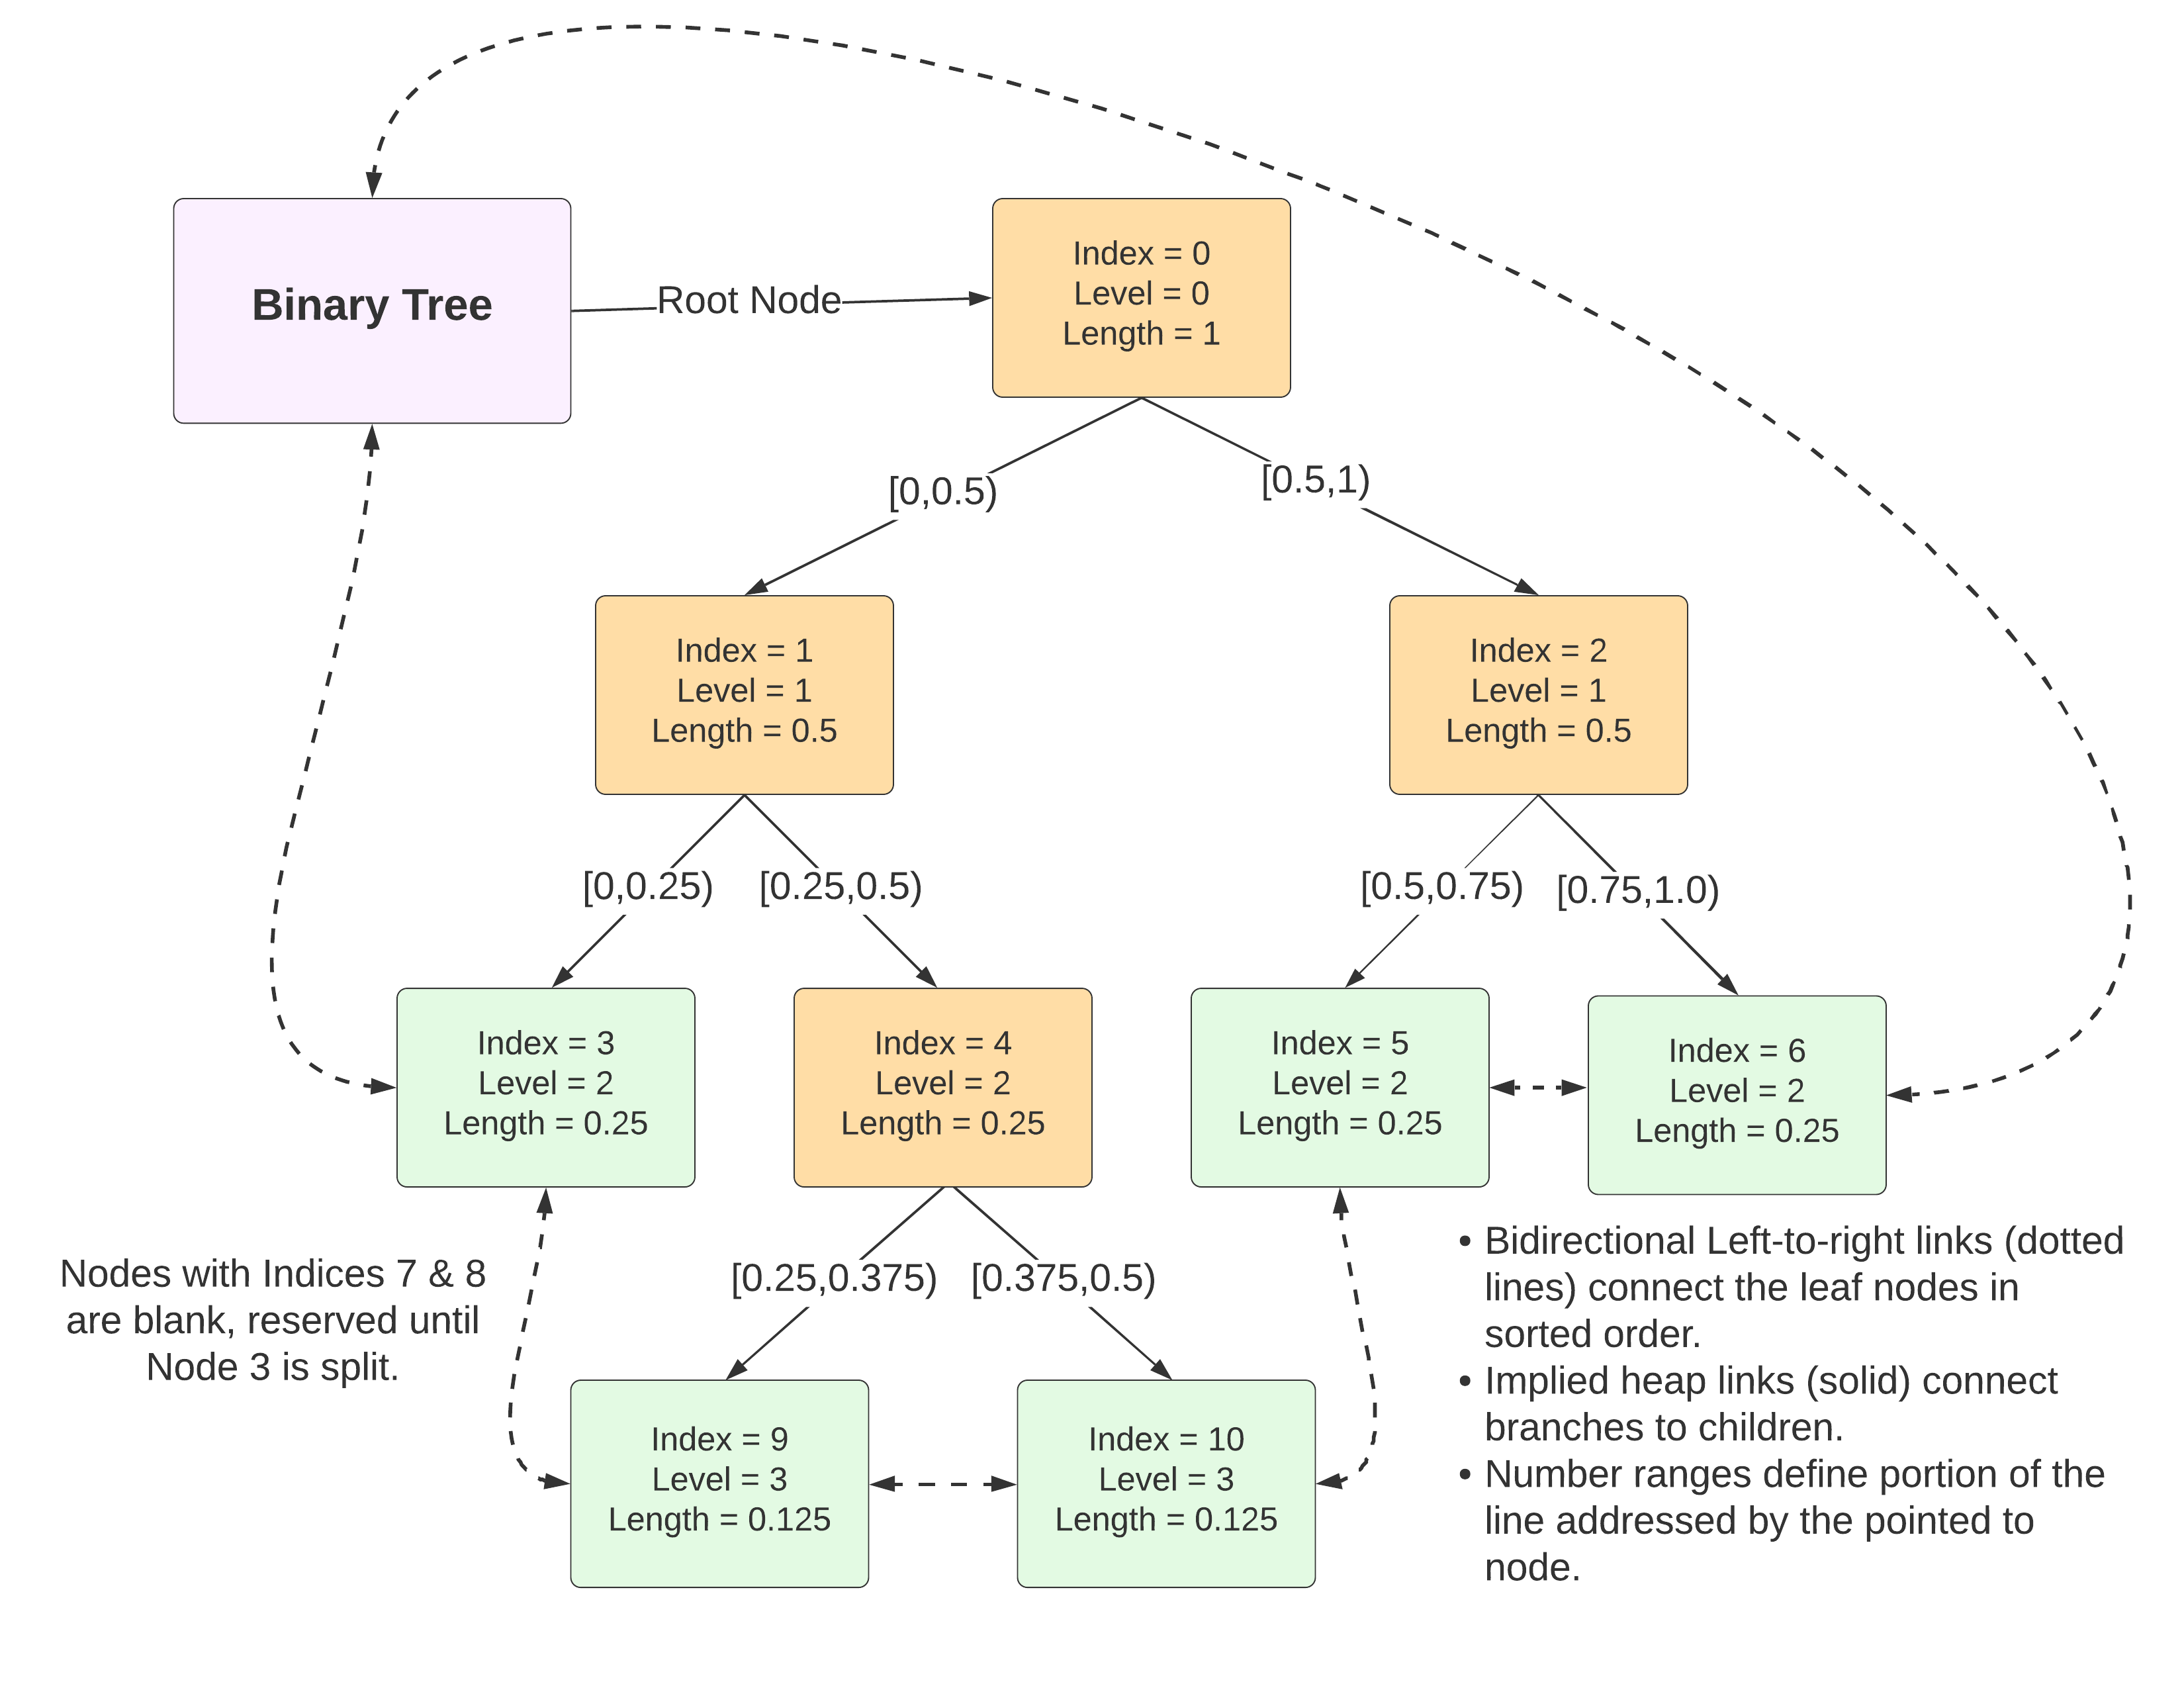 Binary Tree
Root Node
Index = 0
Level = 0
Length = 1
[0,0.5)
[0.5,1)
Index = 1
Level = 1
Length = 0.5
Index = 2
Level = 1
Length = 0.5
[0,0.25)
[0.25,0.5)
[0.5,0.75)
[0.75,1.0)
Index = 3
Level = 2
Length = 0.25
Index = 4
Level = 2
Length = 0.25
Index = 5
Level = 2
Length = 0.25
Index = 6
Level = 2
Length = 0.25
Nodes with Indices 7 & 8
are blank, reserved until
Node 3 is split.
[0.25,0.375)
[0.375,0.5)
• Bidirectional Left-to-right links (dotted
lines) connect the leaf nodes in
sorted order.
• Implied heap links (solid) connect
branches to children.
• Number ranges define portion of the
line addressed by the pointed to
node.
Index = 9
Level = 3
Length = 0.125
Index = 10
Level = 3
Length = 0.125